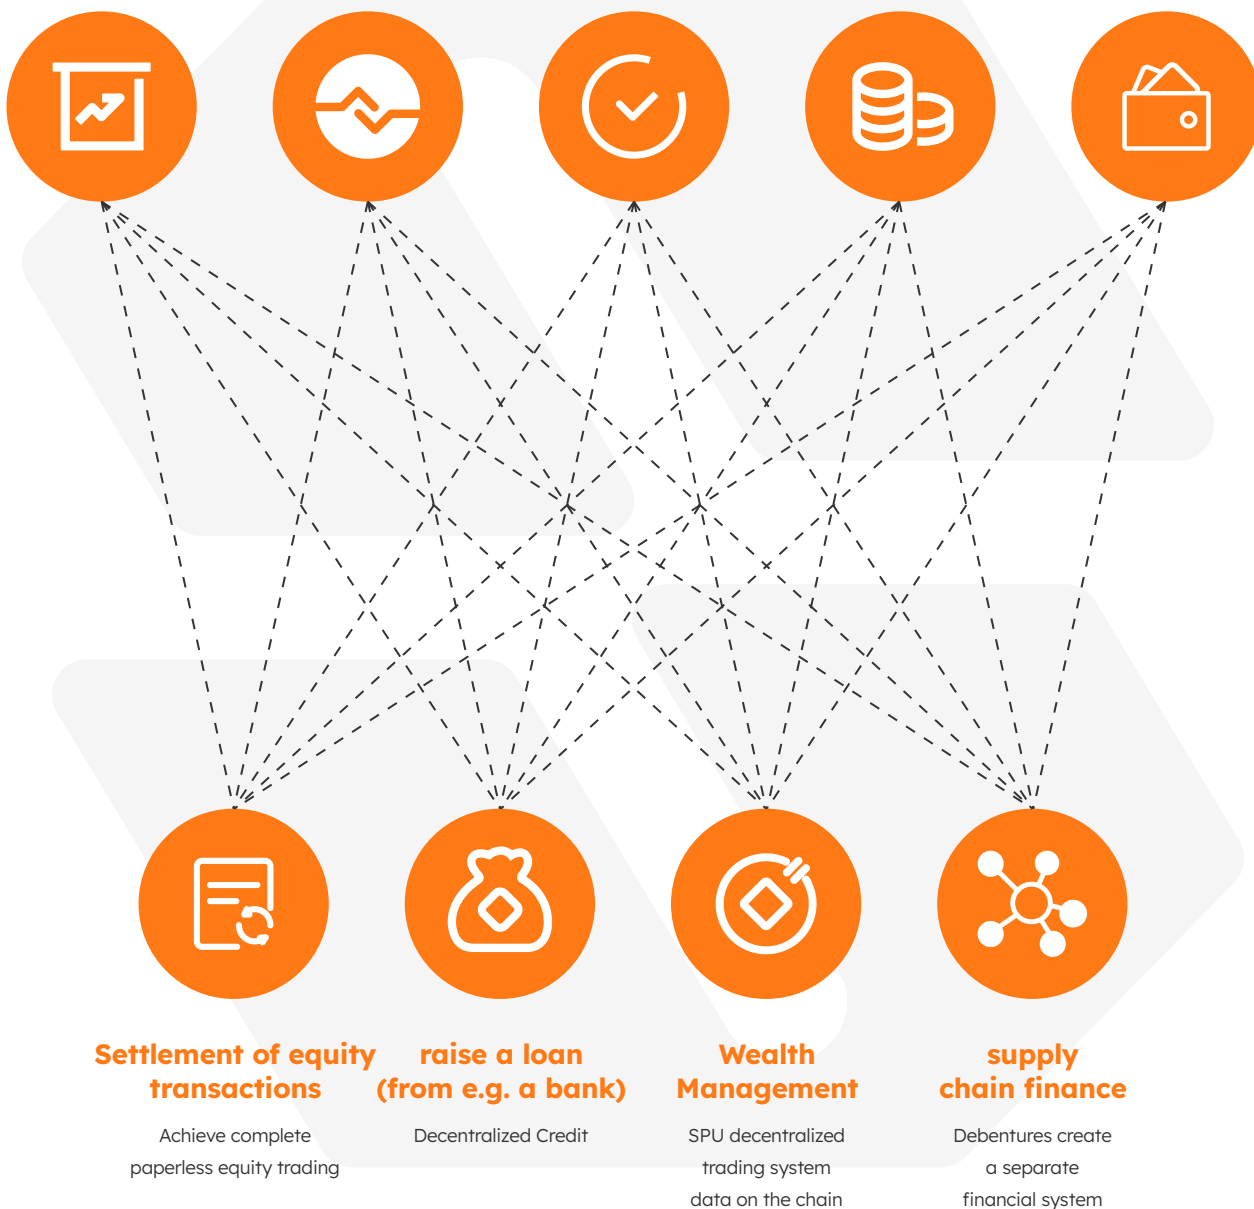 Settlement of equity
transactions
Achieve complete
paperless equity trading
raise a loan
(from e.g. a bank)
Decentralized Credit
Wealth
Management
SPU decentralized
trading system
data on the chain
supply
chain finance
Debentures create
a separate
financial system